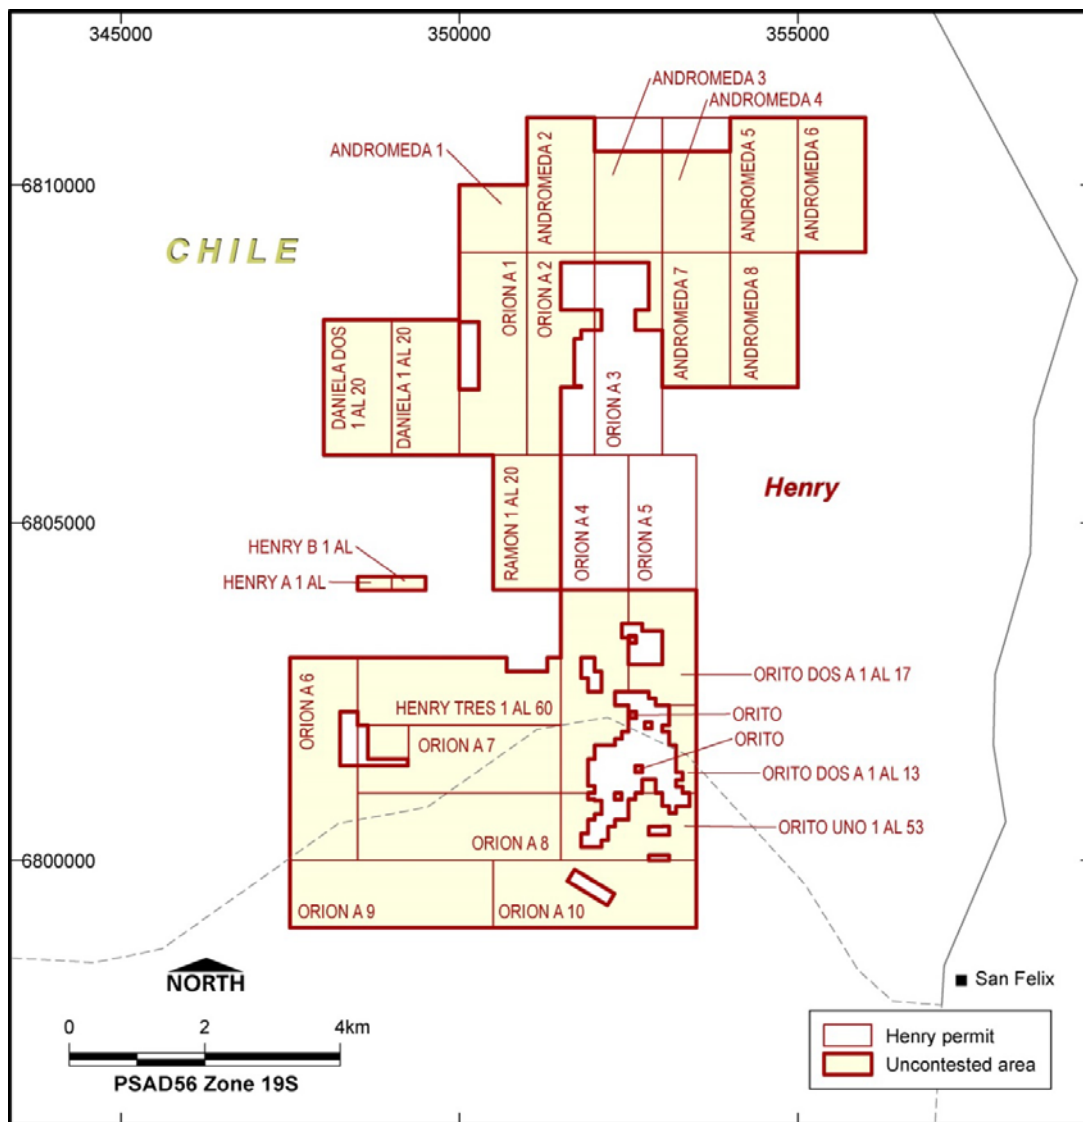 345000
350000
355000
ANDROMEDA 3
ANDROMEDA 4
ANDROMEDA 1
ANDROMEDA 2
ANDROMEDA 5
ANDROMEDA 6
6810000
CHILE
ORION A 1
ORION A 2
ANDROMEDA 7
ANDROMEDA 8
DANIELA DOS
1 AL 20
DANIELA 1 AL 20
ORION A 3
Henry
6805000
RAMON 1 AL 20
ORION A 4
ORION A 5
HENRY B 1 AL
HENRY A 1 AL
ORION A 6
HENRY TRES 1 AL 60
ORION A 7
ORITO DOS A 1 AL 17
ORITO
ORITO
ORITO DOS A 1 AL 13
ORITO UNO 1 AL 53
ORION A 8
6800000
ORION A 9
ORION A 10
NORTH
San Felix
0 2 4km
PSAD56 Zone 19S
Henry permit
Uncontested area